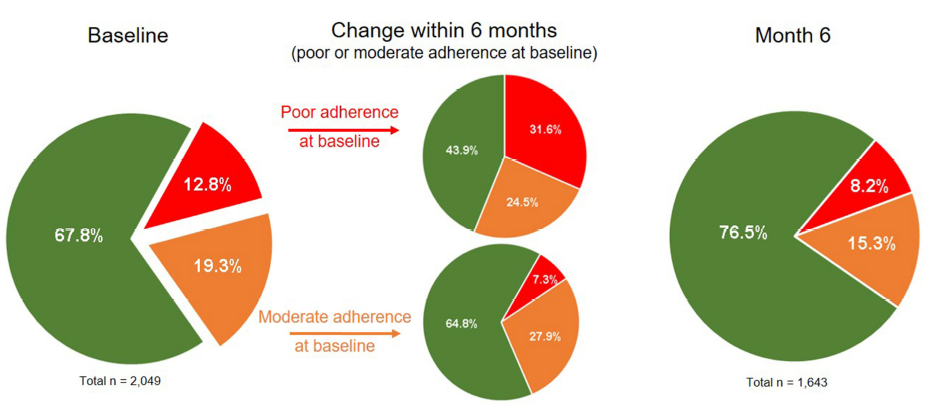 Baseline
Change within 6 months
(poor or moderate adherence at baseline)
Month 6
Poor adherence
at baseline
31.6%
43.9%
24.5%
12.8%
67.8%
19.3%
8.2%
76.5%
15.3%
Moderate adherence
at baseline
7.3%
64.8%
27.9%
Total n = 2,049
Total n = 1,643